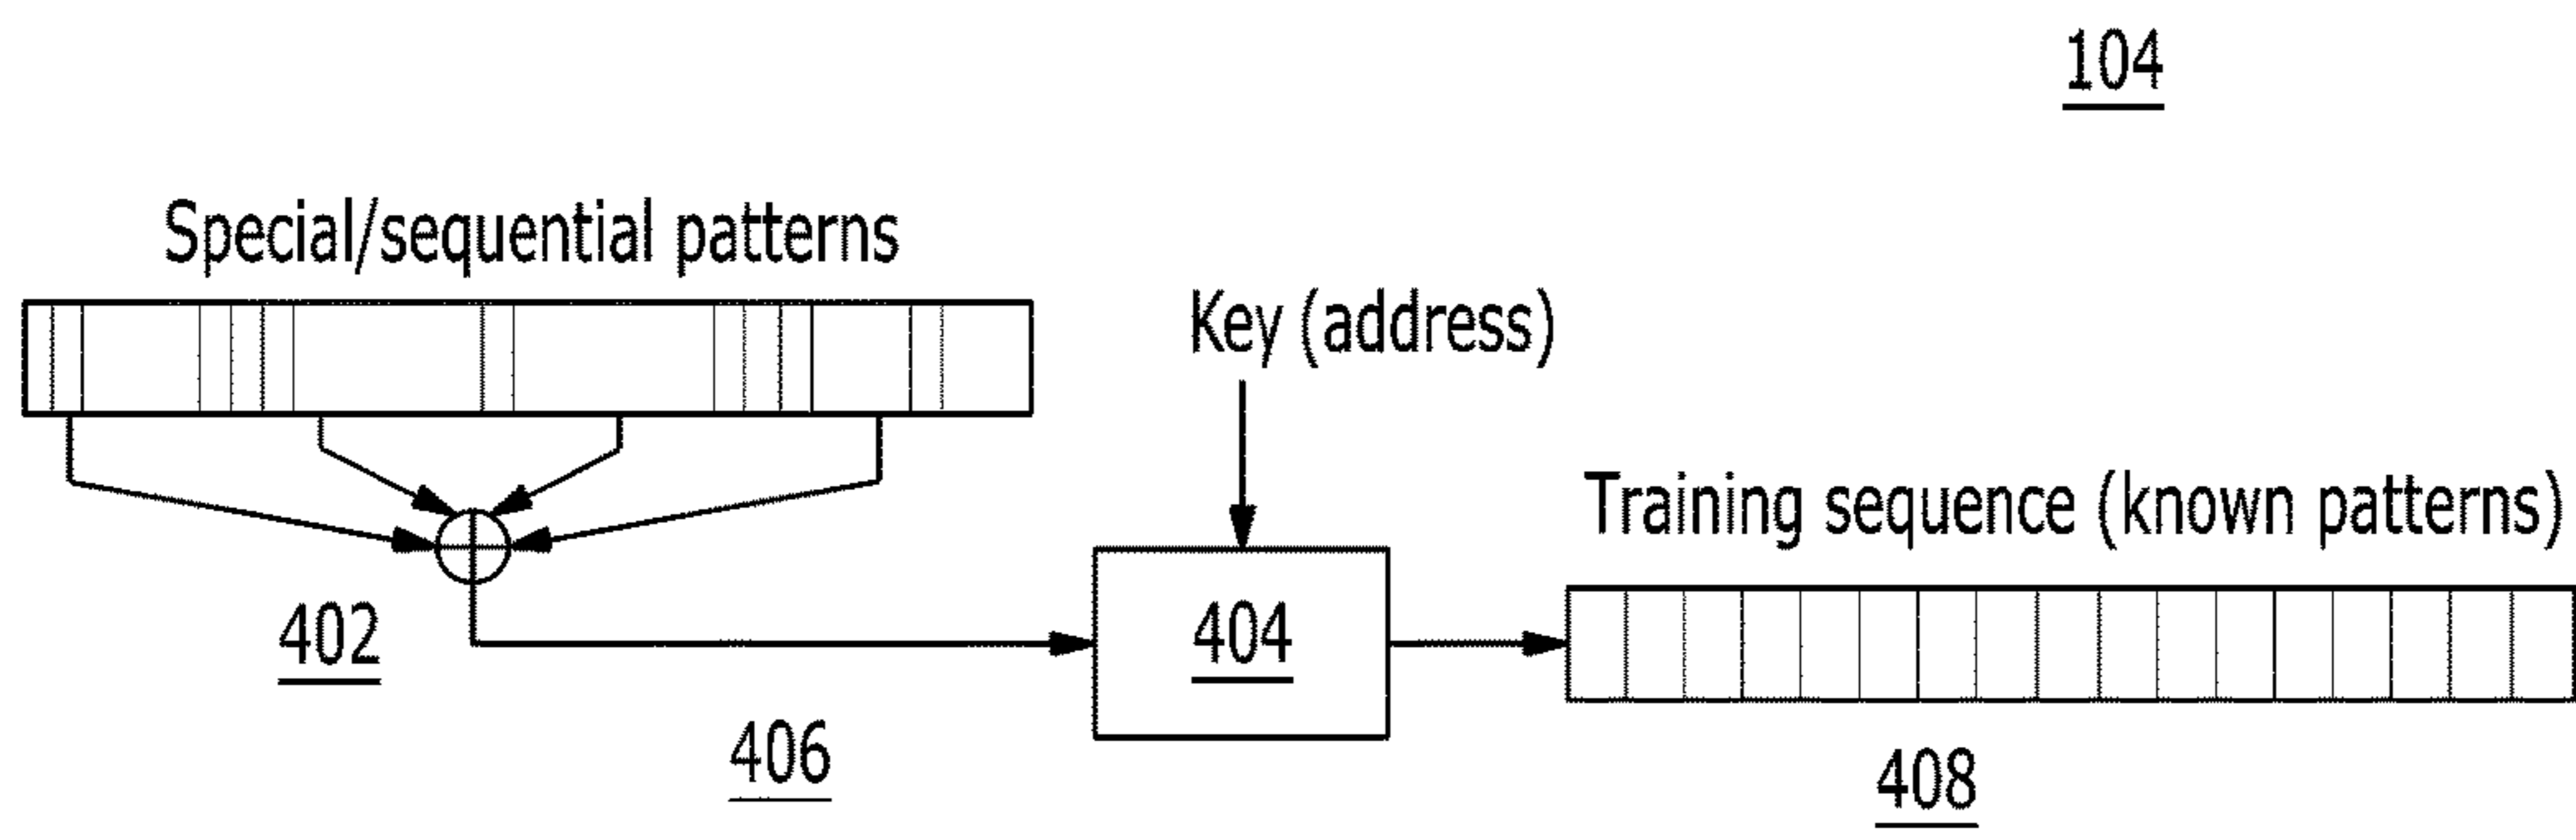 104
Special/sequential patterns
Key (address)
Training sequence (known patterns)
402
404
406
408